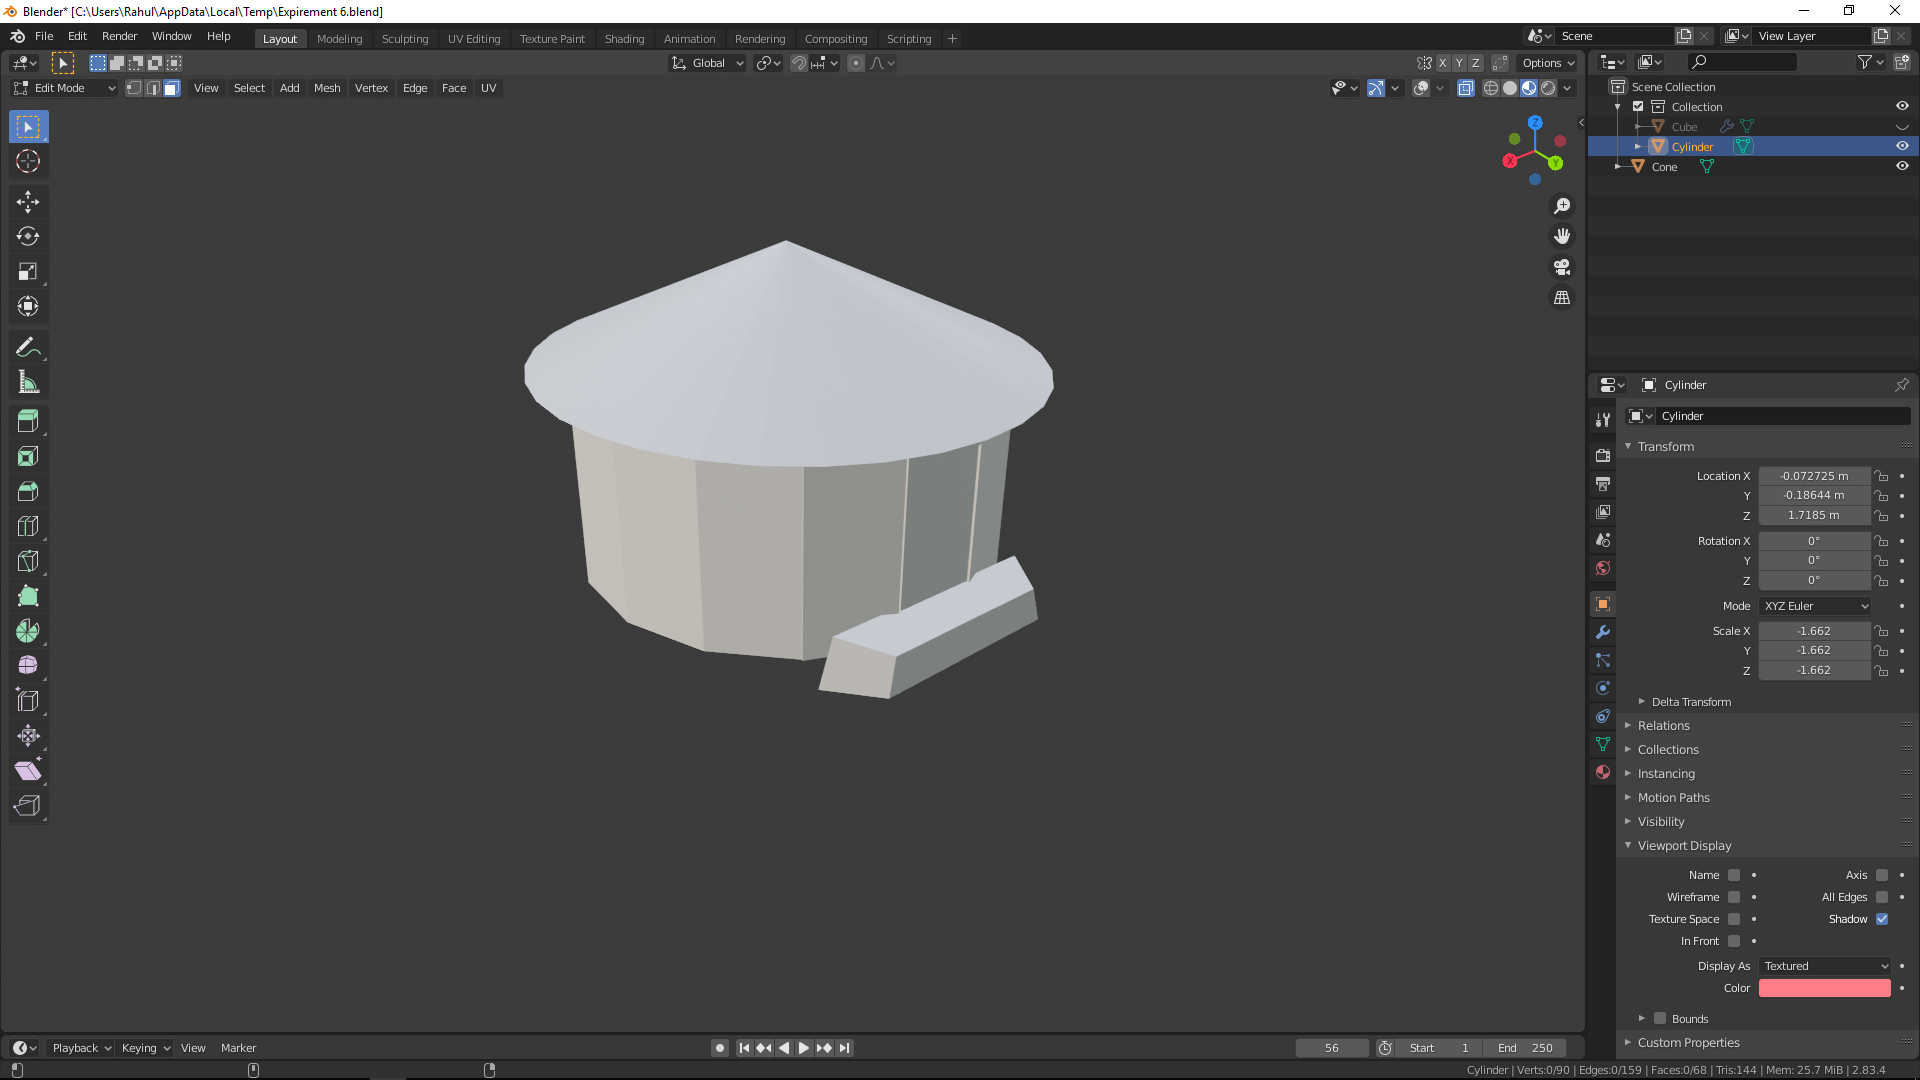 Blender* [C:\Users\Rahul\AppData\Local\Temp\Expirement 6.blend]
File Edit Render Window Help Layout Modeling Sculpting UV Editing Texture Paint Shading Animation Rendering Compositing Scripting + Scene View Layer
Global X Y Z Options
Edit Mode View Select Add Mesh Vertex Edge Face UV
Z
X
Y
Scene Collection
Collection
Cube
Cylinder
Cone
Cylinder
Cylinder
Transform
Location X -0.072725 m
Y -0.18644 m
Z 1.7185 m
Rotation X 0°
Y 0°
Z 0°
Mode XYZ Euler
Scale X -1.662
Y -1.662
Z -1.662
Delta Transform
Relations
Collections
Instancing
Motion Paths
Visibility
Viewport Display
Name Axis
Wireframe All Edges
Texture Space Shadow
In Front
Display As Textured
Color
Bounds
Custom Properties
Playback Keying View Marker 56 Start 1 End 250
Cylinder | Verts:0/90 | Edges:0/159 | Faces:0/68 | Tris:144 | Mem: 25.7 MiB | 2.83.4